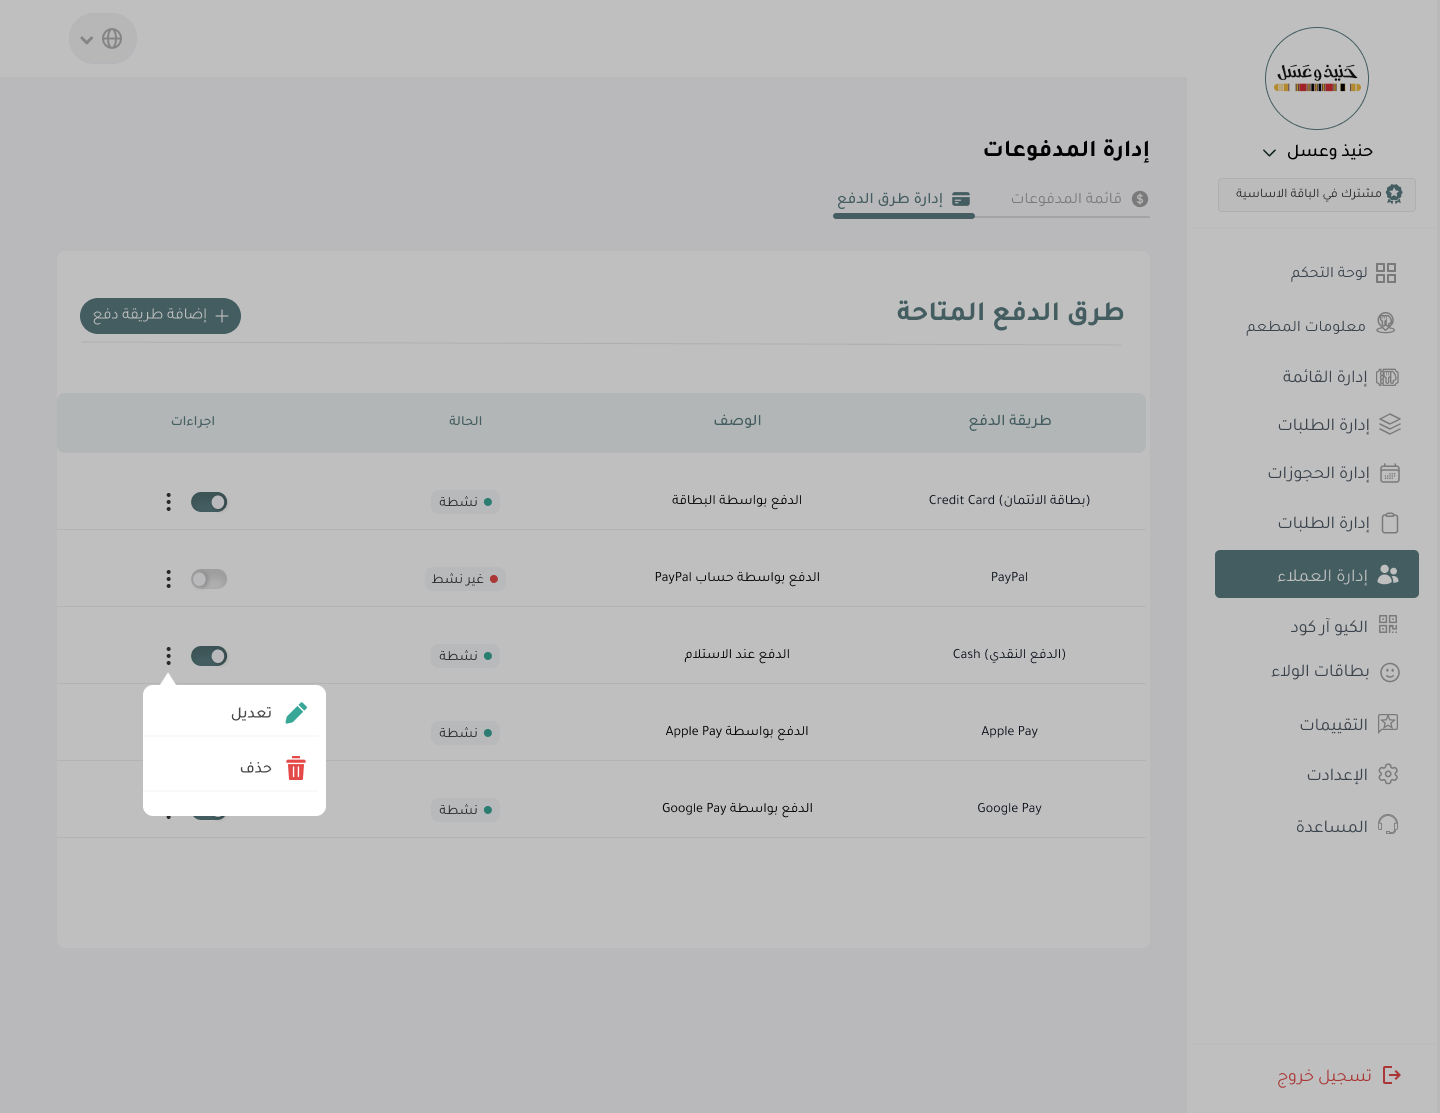 حنيذ وعسل
حنيذ وعسل
مشترك في الباقة الاساسية
لوحة التحكم
معلومات المطعم
إدارة القائمة
إدارة الطلبات
إدارة الحجوزات
إدارة الطلبات
إدارة العملاء
الكيو آر كود
بطاقات الولاء
التقييمات
الإعدادت
المساعدة
تسجيل خروج
إدارة المدفوعات
قائمة المدفوعات إدارة طرق الدفع
طرق الدفع المتاحة إضافة طريقة دفع
طريقة الدفع الوصف الحالة اجراءات
Credit Card (بطاقة الائتمان) الدفع بواسطة البطاقة نشطة
PayPal الدفع بواسطة حساب PayPal غير نشط
Cash (الدفع النقدي) الدفع عند الاستلام نشطة
تعديل
Apple Pay الدفع بواسطة Apple Pay نشطة
حذف
Google Pay الدفع بواسطة Google Pay نشطة